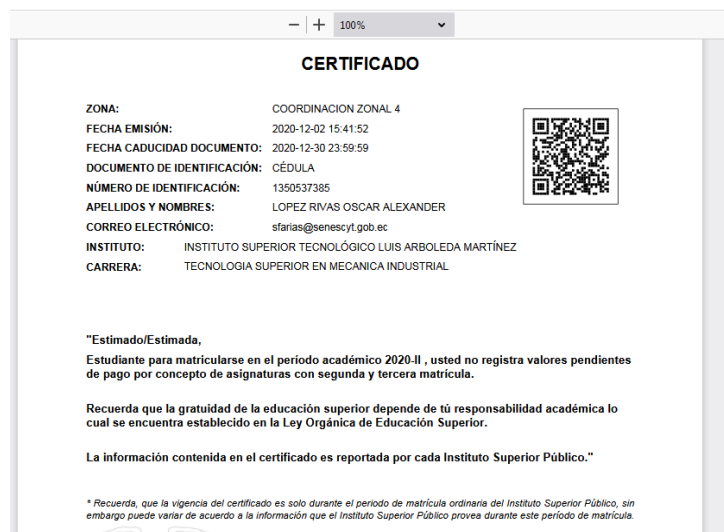 100%
CERTIFICADO
ZONA: COORDINACION ZONAL 4
FECHA EMISIÓN: 2020-12-02 15:41:52
FECHA CADUCIDAD DOCUMENTO: 2020-12-30 23:59:59
DOCUMENTO DE IDENTIFICACIÓN: CÉDULA
NÚMERO DE IDENTIFICACIÓN: 1350537385
APELLIDOS Y NOMBRES: LOPEZ RIVAS OSCAR ALEXANDER
CORREO ELECTRÓNICO: sfarias@senescyt.gob.ec
INSTITUTO: INSTITUTO SUPERIOR TECNOLÓGICO LUIS ARBOLEDA MARTÍNEZ
CARRERA: TECNOLOGIA SUPERIOR EN MECANICA INDUSTRIAL
"Estimado/Estimada,
Estudiante para matricularse en el período académico 2020-II , usted no registra valores pendientes
de pago por concepto de asignaturas con segunda y tercera matrícula.
Recuerda que la gratuidad de la educación superior depende de tú responsabilidad académica lo
cual se encuentra establecido en la Ley Orgánica de Educación Superior.
La información contenida en el certificado es reportada por cada Instituto Superior Público."
* Recuerda, que la vigencia del certificado es solo durante el periodo de matrícula ordinaria del Instituto Superior Público, sin
embargo puede variar de acuerdo a la información que el Instituto Superior Público provea durante este período de matrícula.